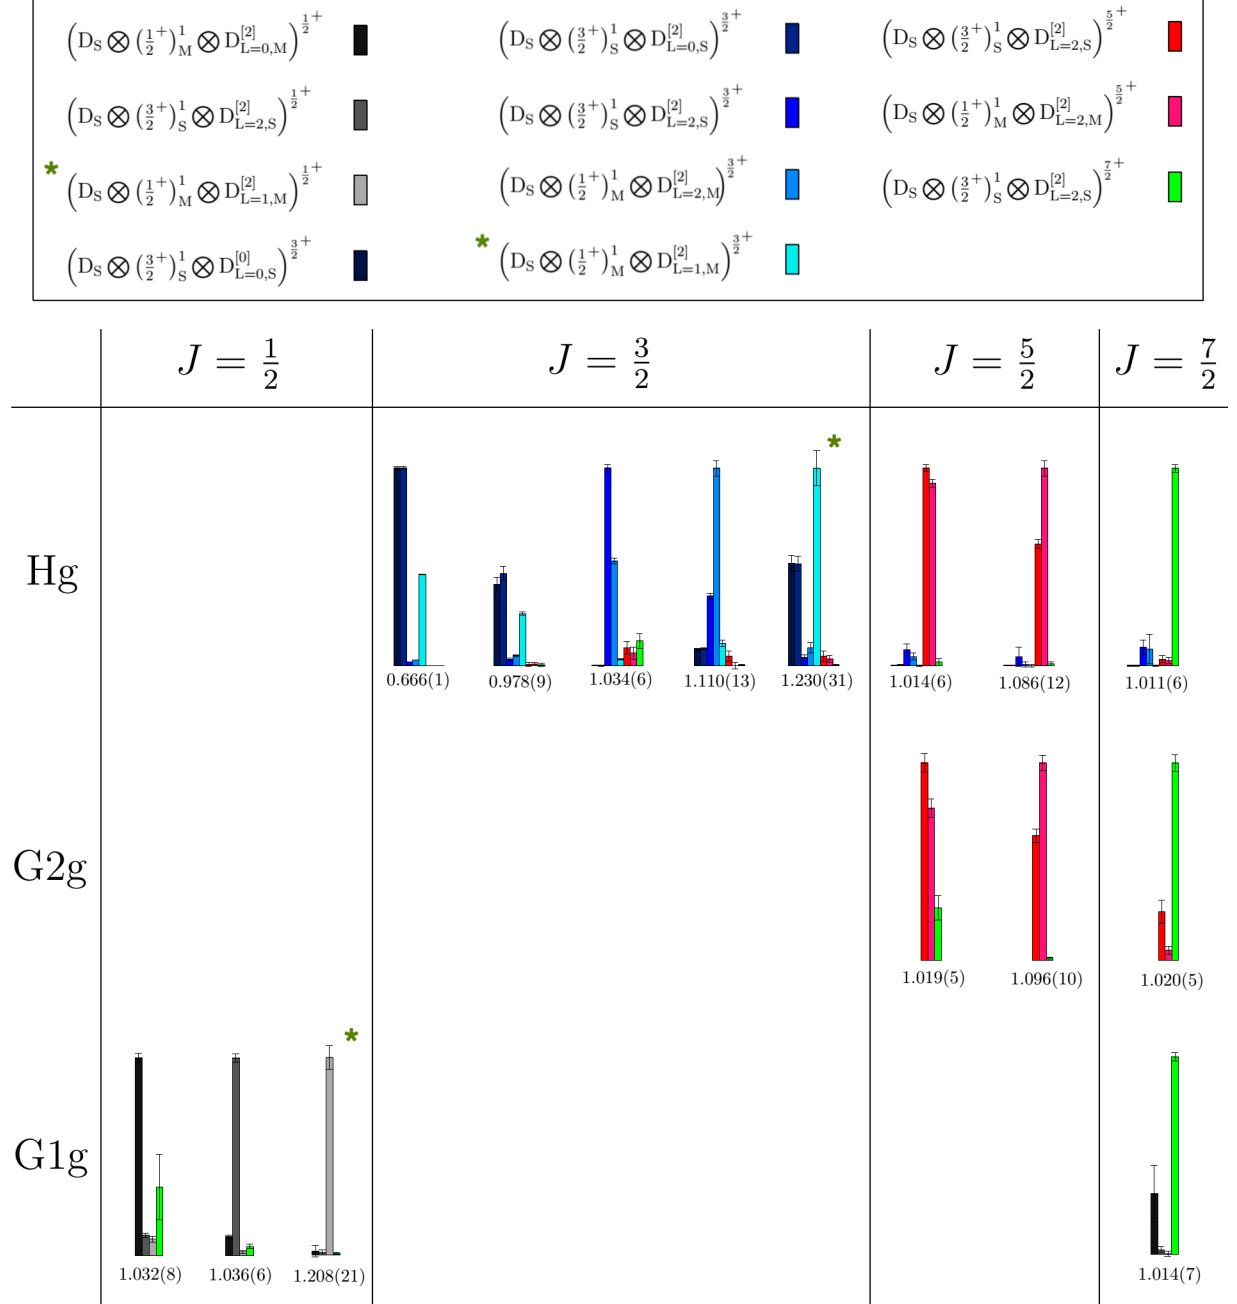 (D_S ⊗ (1/2^+)^1_M ⊗ D^[2]_{L=0,M})^{1/2^+} (D_S ⊗ (3/2^+)^1_S ⊗ D^[2]_{L=0,S})^{3/2^+} (D_S ⊗ (3/2^+)^1_S ⊗ D^[2]_{L=2,S})^{5/2^+}
(D_S ⊗ (3/2^+)^1_S ⊗ D^[2]_{L=2,S})^{1/2^+} (D_S ⊗ (3/2^+)^1_S ⊗ D^[2]_{L=2,S})^{3/2^+} (D_S ⊗ (1/2^+)^1_M ⊗ D^[2]_{L=2,M})^{5/2^+}
* (D_S ⊗ (1/2^+)^1_M ⊗ D^[2]_{L=1,M})^{1/2^+} (D_S ⊗ (1/2^+)^1_M ⊗ D^[2]_{L=2,M})^{3/2^+} (D_S ⊗ (3/2^+)^1_S ⊗ D^[2]_{L=2,S})^{7/2^+}
(D_S ⊗ (3/2^+)^1_S ⊗ D^[0]_{L=0,S})^{3/2^+} * (D_S ⊗ (1/2^+)^1_M ⊗ D^[2]_{L=1,M})^{3/2^+}
J = 1/2 J = 3/2 J = 5/2 J = 7/2
*
Hg
0.666(1) 0.978(9) 1.034(6) 1.110(13) 1.230(31) 1.014(6) 1.086(12) 1.011(6)
G2g
1.019(5) 1.096(10) 1.020(5)
*
G1g
1.032(8) 1.036(6) 1.208(21) 1.014(7)